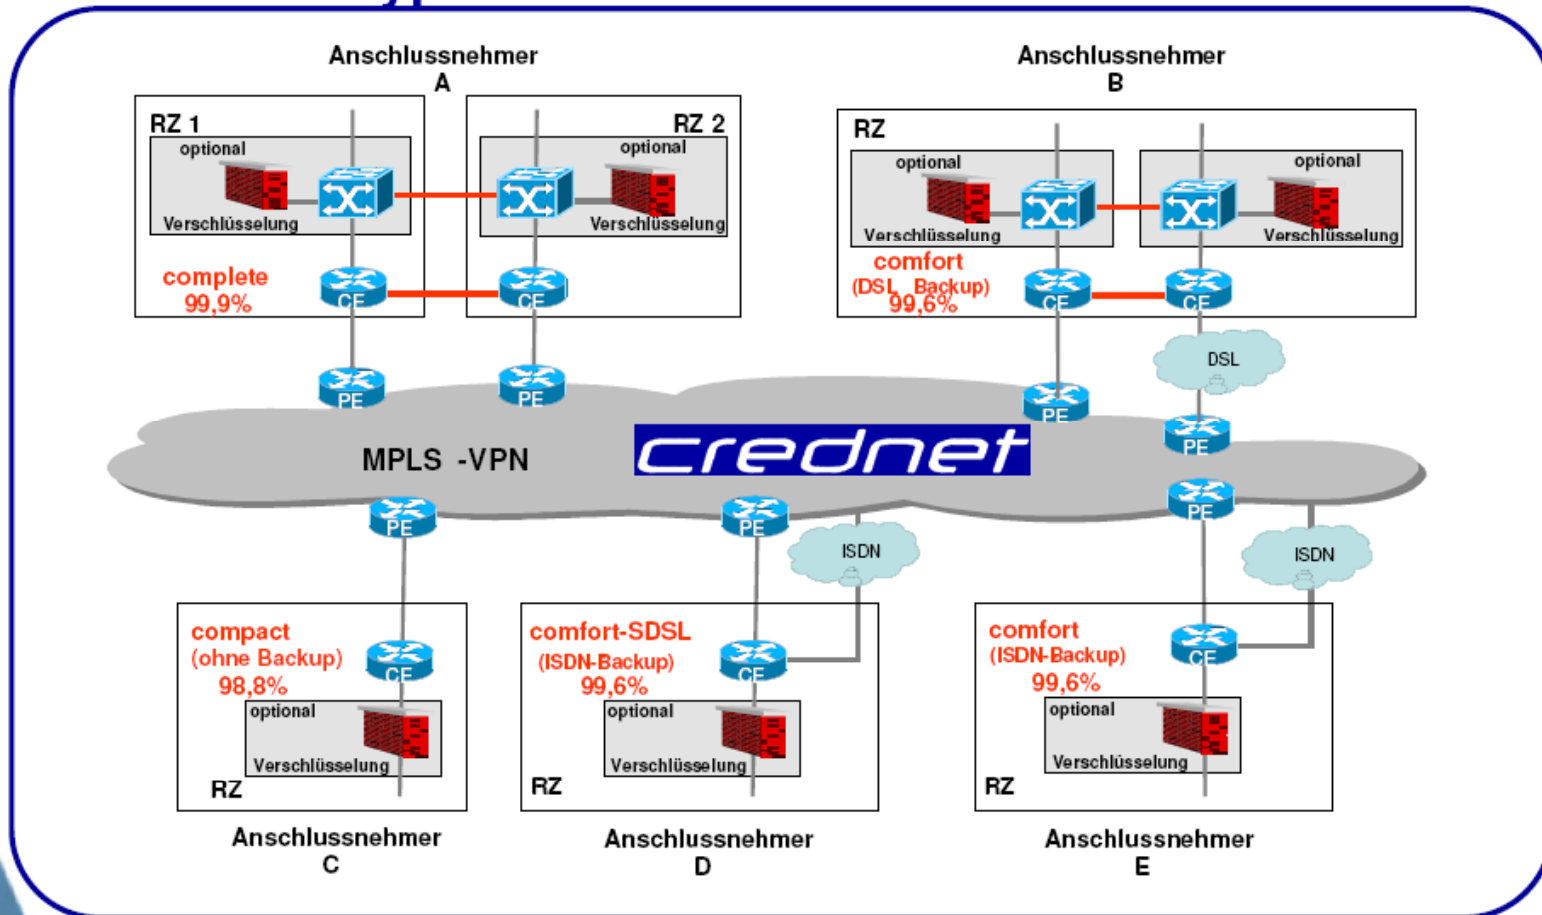 Anschlussnehmer
A
Anschlussnehmer
B
RZ 1
optional
Verschlüsselung
complete
99,9%
CE
RZ 2
optional
Verschlüsselung
CE
RZ
optional
Verschlüsselung
comfort
(DSL Backup)
99,6%
CE
optional
Verschlüsselung
CE
DSL
PE
PE
PE
PE
MPLS -VPN
crednet
PE
PE
PE
ISDN
ISDN
compact
(ohne Backup)
98,8%
CE
optional
Verschlüsselung
RZ
comfort-SDSL
(ISDN-Backup)
99,6%
CE
optional
Verschlüsselung
RZ
comfort
(ISDN-Backup)
99,6%
CE
optional
Verschlüsselung
RZ
Anschlussnehmer
C
Anschlussnehmer
D
Anschlussnehmer
E